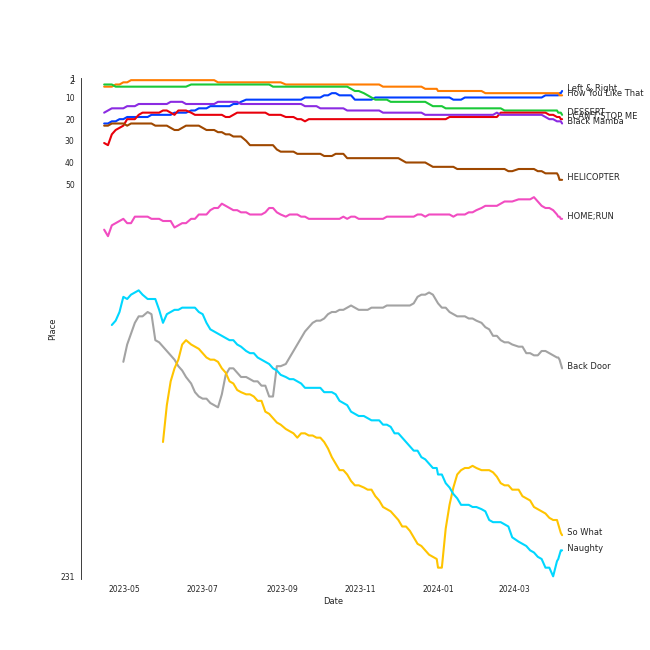 1
2
10
20
30
40
50
231
Place
Left & Right
How You Like That
DESSERT
I CAN'T STOP ME
Black Mamba
HELICOPTER
HOME;RUN
Back Door
So What
Naughty
2023-05
2023-07
2023-09
2023-11
2024-01
2024-03
Date